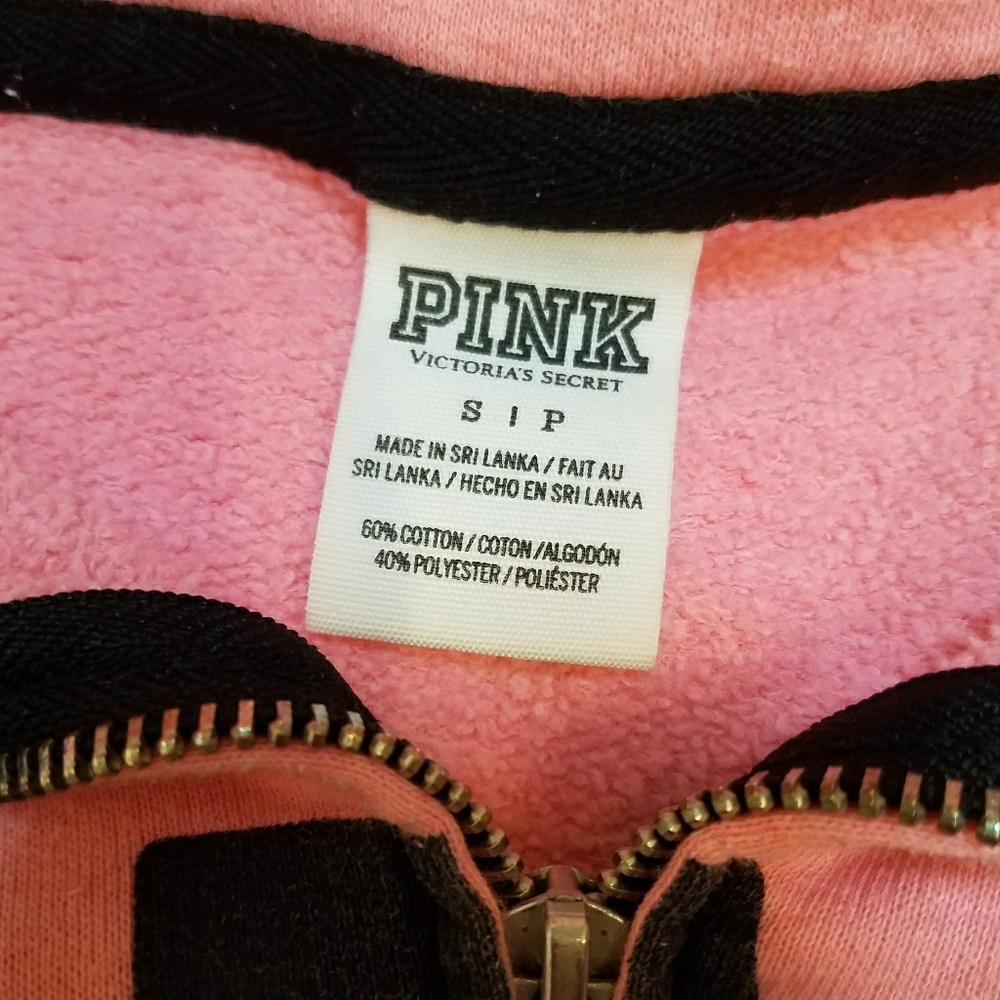 PINK
VICTORIA'S SECRET
S | P
MADE IN SRI LANKA / FAIT AU
SRI LANKA / HECHO EN SRI LANKA
60% COTTON / COTON / ALGODÓN
40% POLYESTER / POLIÉSTER